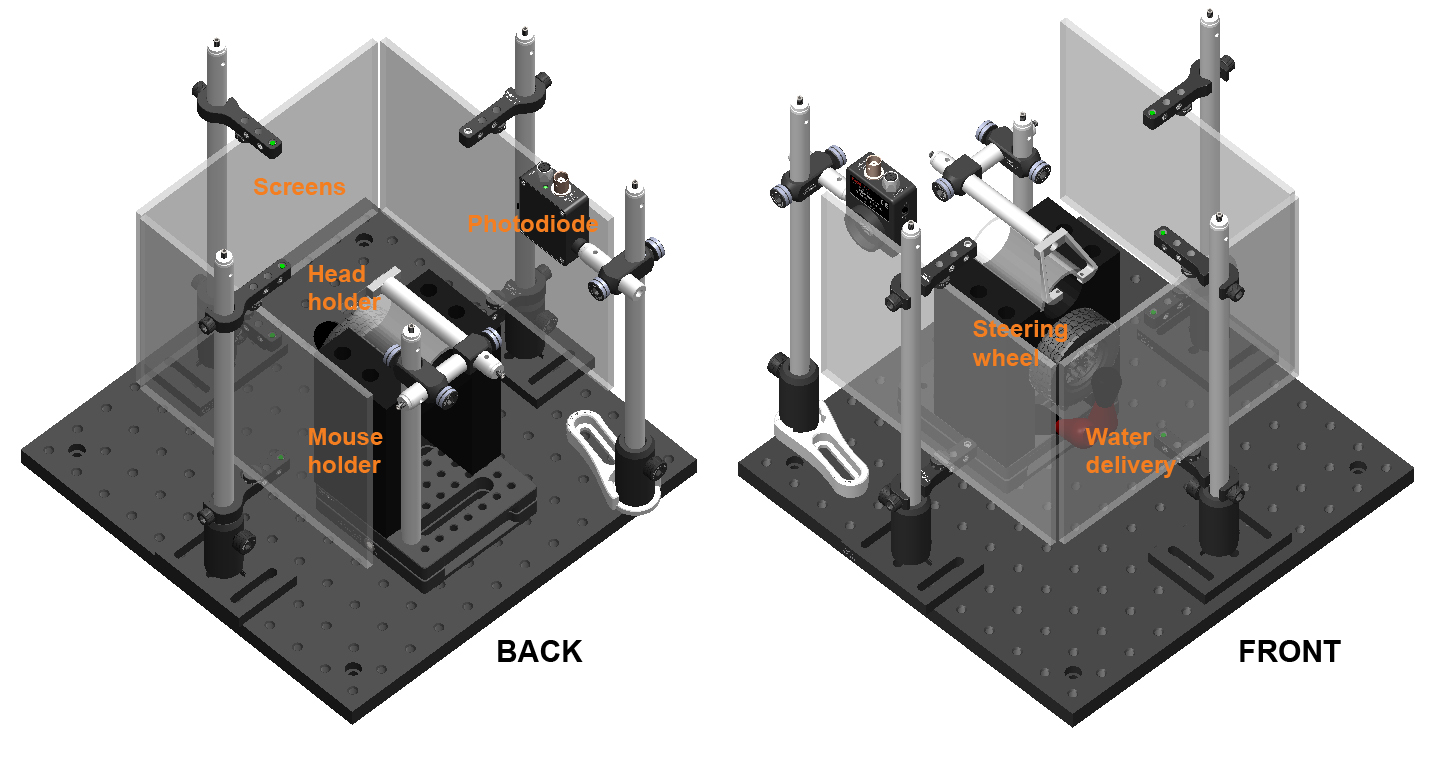 Screens
Photodiode
Head
holder
Mouse
holder
BACK
Steering
wheel
Water
delivery
FRONT